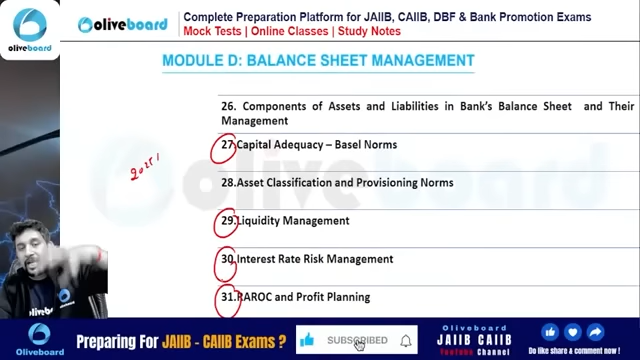 oliveboard
oliveboard
Complete Preparation Platform for JAIIB, CAIIB, DBF & Bank Promotion Exams
Mock Tests | Online Classes | Study Notes
MODULE D: BALANCE SHEET MANAGEMENT
26. Components of Assets and Liabilities in Bank's Balance Sheet and Their
Management
27. Capital Adequacy – Basel Norms
28. Asset Classification and Provisioning Norms
29. Liquidity Management
30. Interest Rate Risk Management
31. RAROC and Profit Planning
oliveboard
Oliveboard
Preparing For JAIIB - CAIIB Exams ?
SUBSCRIBED
Oliveboard
JAIIB CAIIB
LIVE
Do like share & comment now!